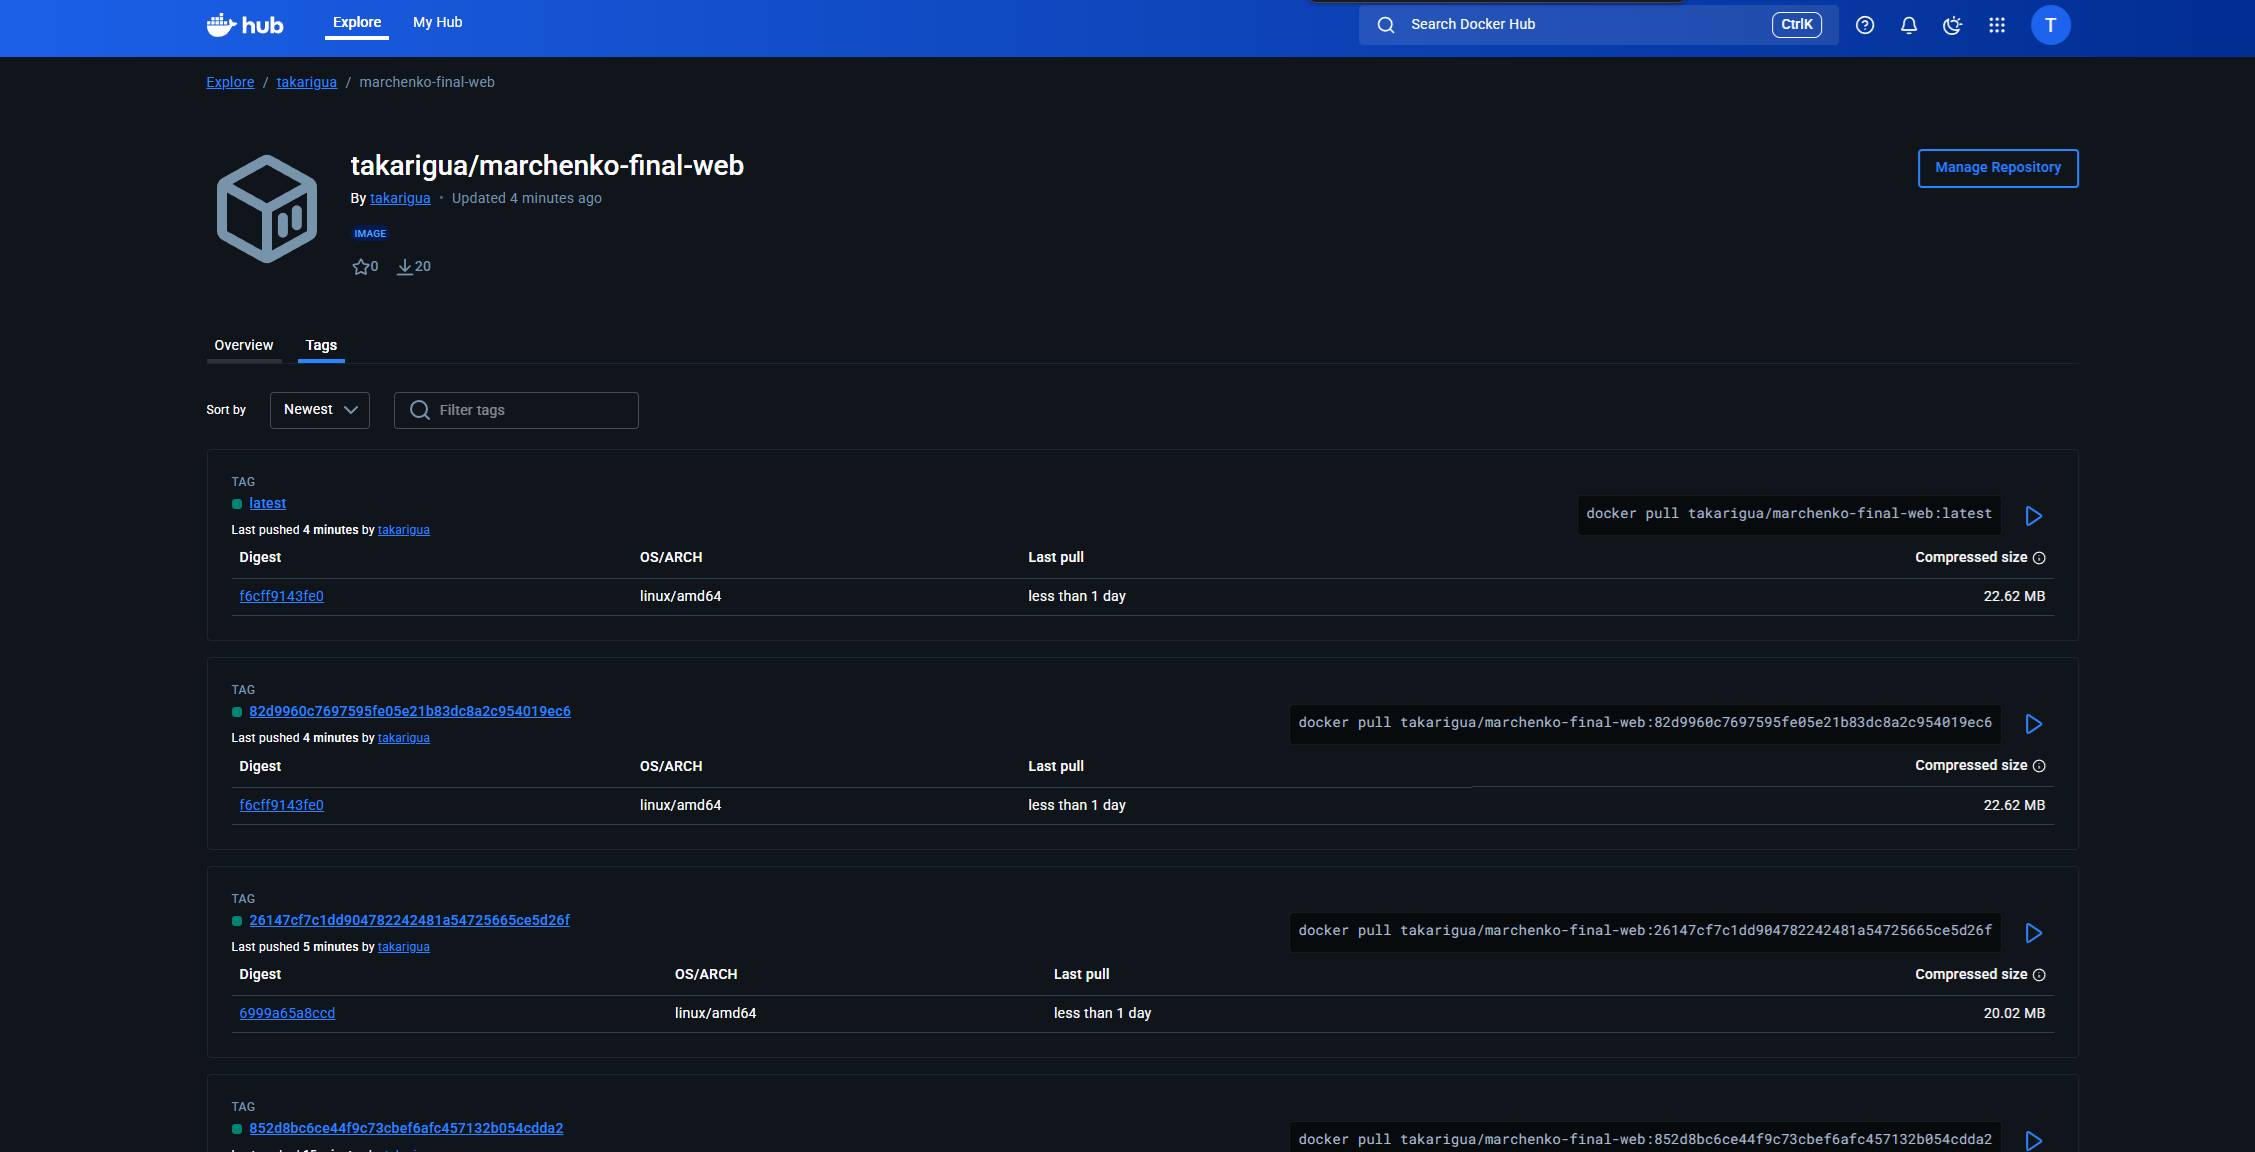 hub Explore My Hub Search Docker Hub CtrlK T
Explore / takarigua / marchenko-final-web
takarigua/marchenko-final-web
Manage Repository
By takarigua • Updated 4 minutes ago
IMAGE
0 20
Overview Tags
Sort by Newest Filter tags
TAG
latest
docker pull takarigua/marchenko-final-web:latest
Last pushed 4 minutes by takarigua
Digest OS/ARCH Last pull Compressed size
f6cff9143fe0 linux/amd64 less than 1 day 22.62 MB
TAG
82d9960c7697595fe05e21b83dc8a2c954019ec6
docker pull takarigua/marchenko-final-web:82d9960c7697595fe05e21b83dc8a2c954019ec6
Last pushed 4 minutes by takarigua
Digest OS/ARCH Last pull Compressed size
f6cff9143fe0 linux/amd64 less than 1 day 22.62 MB
TAG
26147cf7c1dd904782242481a54725665ce5d26f
docker pull takarigua/marchenko-final-web:26147cf7c1dd904782242481a54725665ce5d26f
Last pushed 5 minutes by takarigua
Digest OS/ARCH Last pull Compressed size
6999a65a8ccd linux/amd64 less than 1 day 20.02 MB
TAG
852d8bc6ce44f9c73cbef6afc457132b054cdda2
docker pull takarigua/marchenko-final-web:852d8bc6ce44f9c73cbef6afc457132b054cdda2